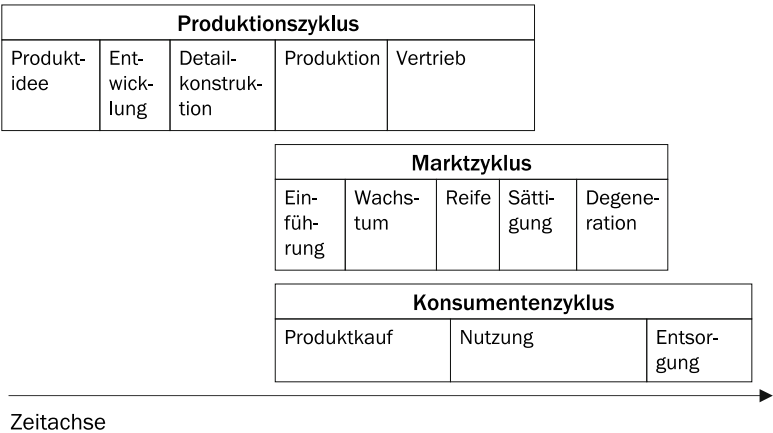 Produktionszyklus
Produkt-
idee
Ent-
wick-
lung
Detail-
konstruk-
tion
Produktion
Vertrieb
Marktzyklus
Ein-
füh-
rung
Wachs-
tum
Reife
Sätti-
gung
Degene-
ration
Konsumentenzyklus
Produktkauf
Nutzung
Entsor-
gung
Zeitachse